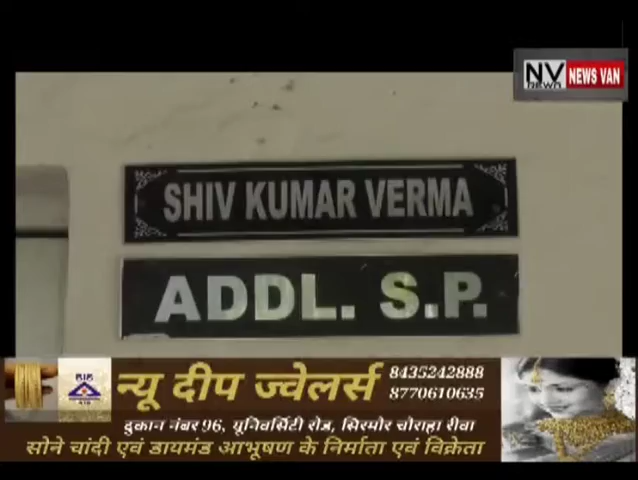 NV NEWS NEWS VAN
SHIV KUMAR VERMA
ADDL. S.P.
न्यू दीप ज्वेलर्स
8435242888
8770610635
दुकान नंबर 96, यूनिवर्सिटी रोड, सिरमोर चोराहा रीवा
सोने चांदी एवं डायमंड आभूषण के निर्माता एवं विक्रेता